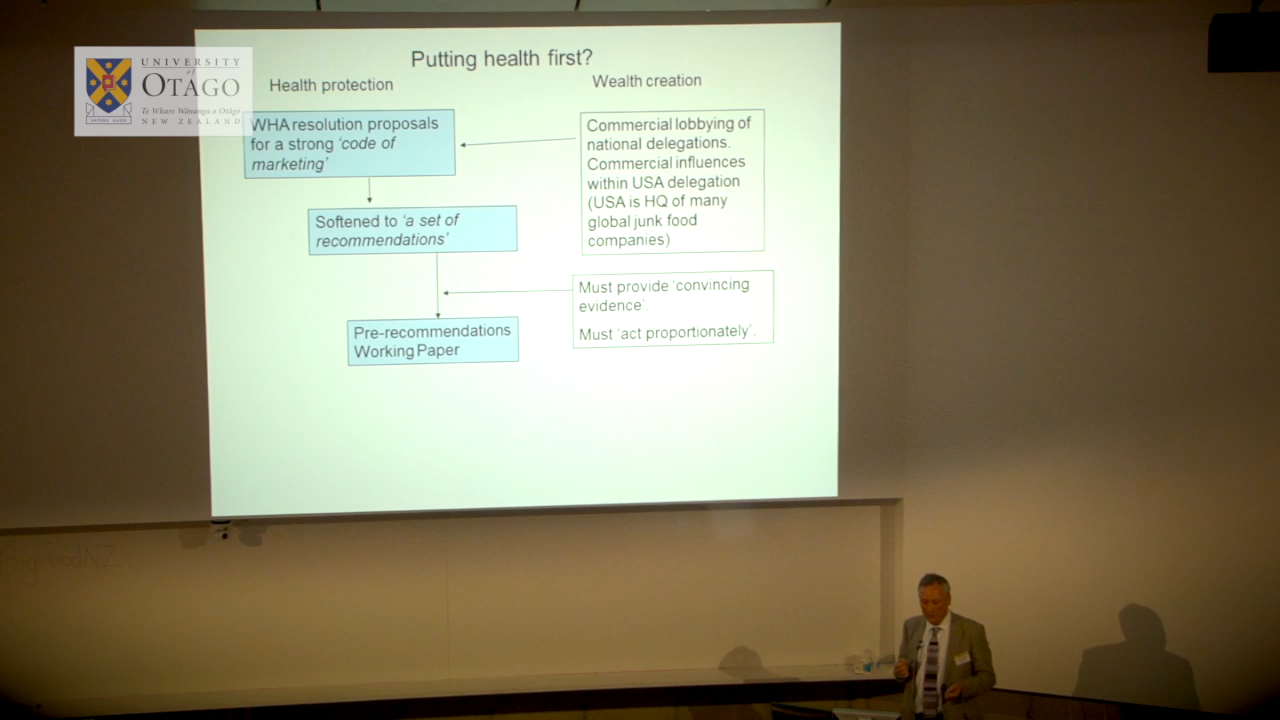 UNIVERSITY
of
OTAGO
Te Whare Wānanga o Otāgo
NEW ZEALAND
SAPERE AUDE
Putting health first?
Health protection
Wealth creation
WHA resolution proposals
for a strong ‘code of
marketing’
Commercial lobbying of
national delegations.
Commercial influences
within USA delegation
(USA is HQ of many
global junk food
companies)
Softened to ‘a set of
recommendations’
Must provide ‘convincing
evidence’.
Must ‘act proportionately’.
Pre-recommendations
Working Paper
BigFoodNZ